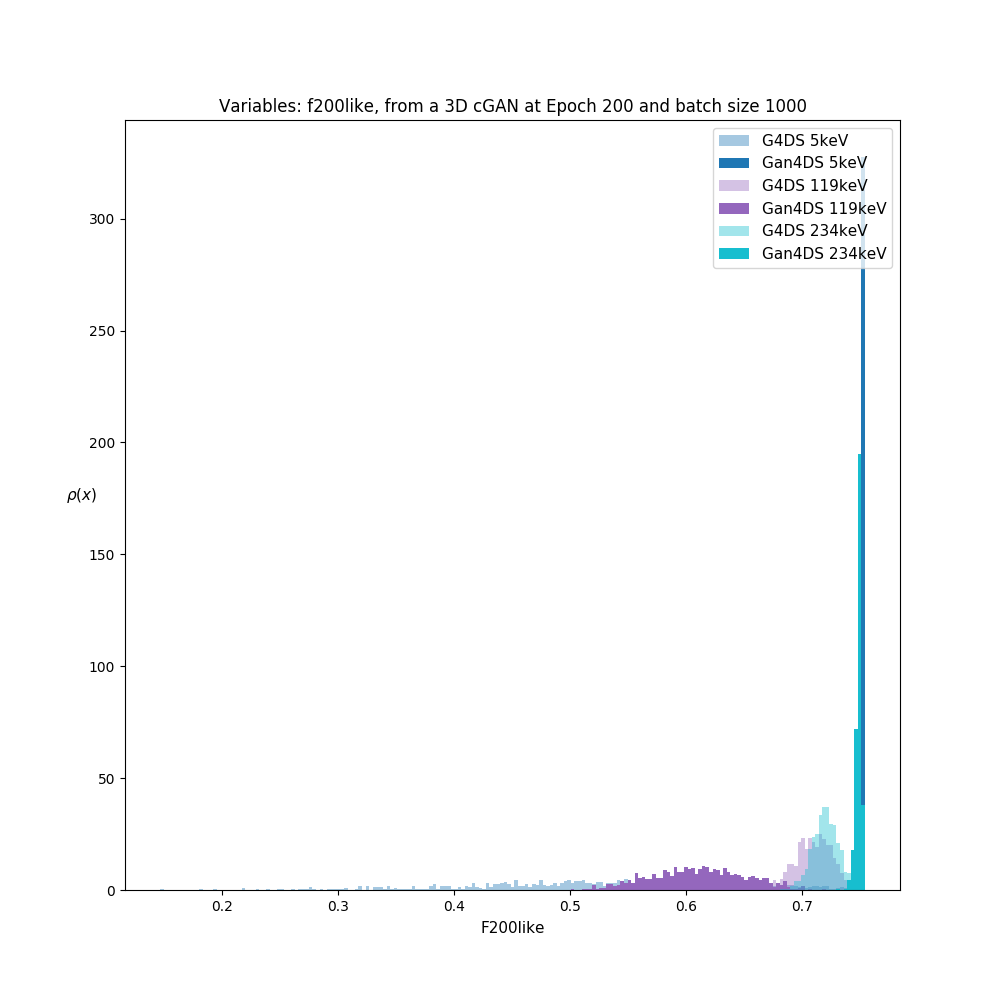 Variables: f200like, from a 3D cGAN at Epoch 200 and batch size 1000
G4DS 5keV
Gan4DS 5keV
G4DS 119keV
Gan4DS 119keV
G4DS 234keV
Gan4DS 234keV
300
250
200
150
100
50
0
ρ(x)
0.2 0.3 0.4 0.5 0.6 0.7
F200like